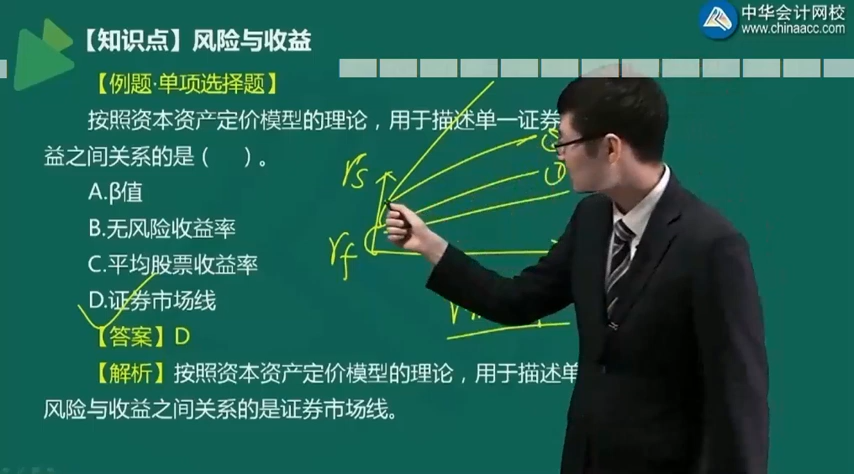 中华会计网校
www.chinaacc.com
【知识点】风险与收益
【例题·单项选择题】
按照资本资产定价模型的理论，用于描述单一证券
益之间关系的是（ ）。
A.β值
B.无风险收益率
C.平均股票收益率
D.证券市场线
【答案】D
【解析】按照资本资产定价模型的理论，用于描述单
风险与收益之间关系的是证券市场线。
rs
①
rf